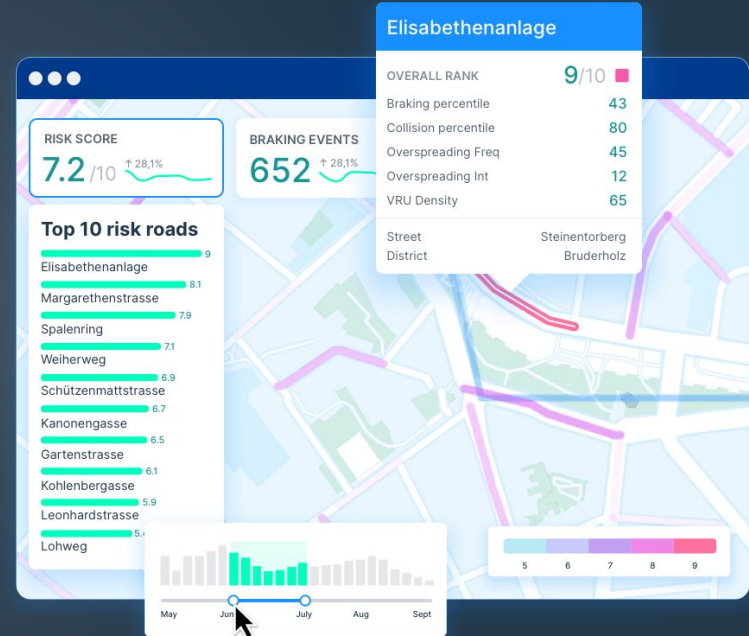 Elisabethenanlage
OVERALL RANK 9/10
Braking percentile 43
Collision percentile 80
Overspreading Freq 45
Overspreading Int 12
VRU Density 65
Street Steinentorberg
District Bruderholz
RISK SCORE
7.2 /10 ↑ 28,1%
BRAKING EVENTS
652 ↑ 28,1%
Top 10 risk roads
9
Elisabethenanlage
8.1
Margarethenstrasse
7.9
Spalenring
7.1
Weiherweg
6.9
Schützenmattstrasse
6.7
Kanonengasse
6.5
Gartenstrasse
6.1
Kohlenbergasse
5.9
Leonhardstrasse
5.4
Lohweg
May Jun July Aug Sept
5 6 7 8 9